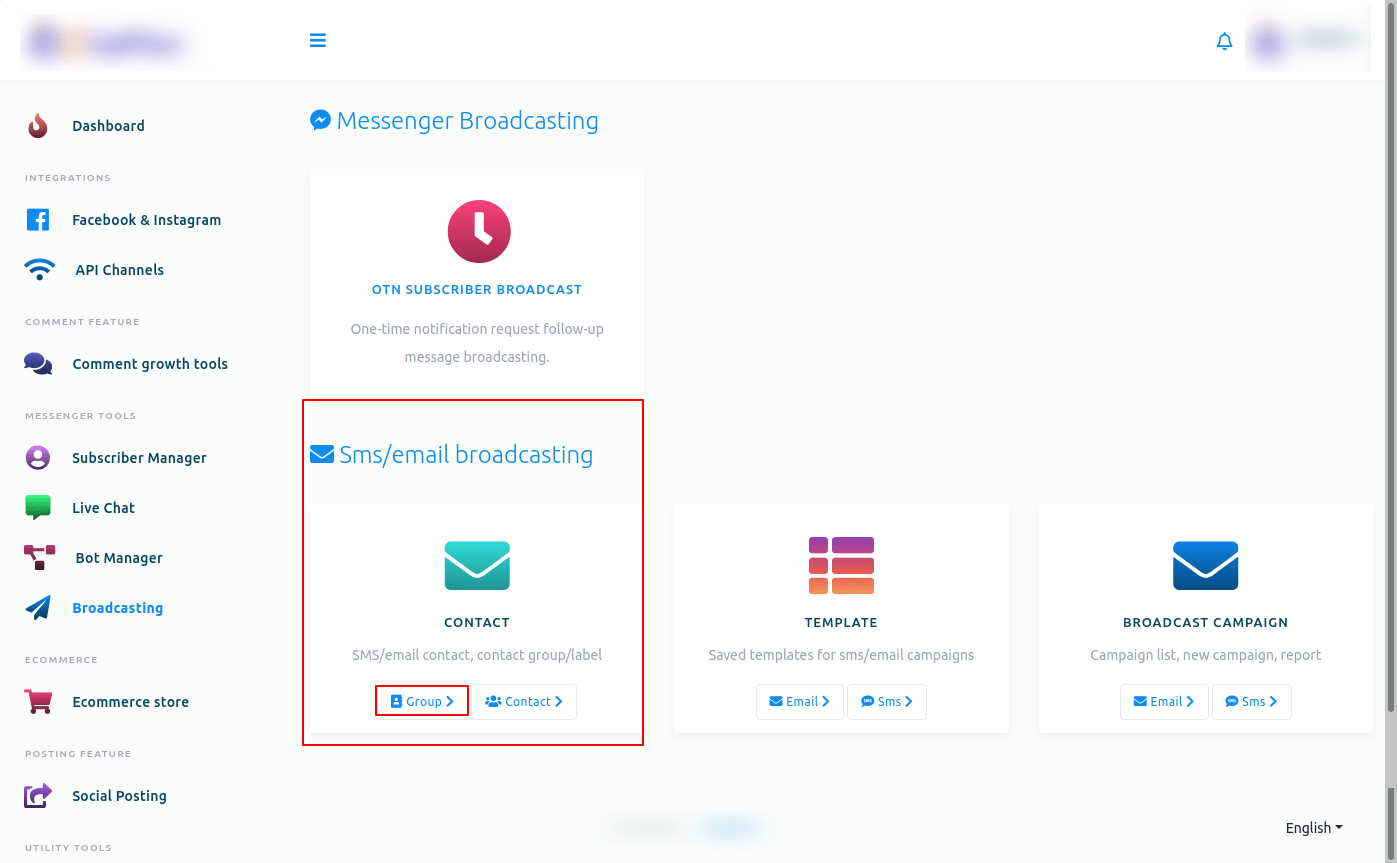 Dashboard
INTEGRATIONS
Facebook & Instagram
API Channels
COMMENT FEATURE
Comment growth tools
MESSENGER TOOLS
Subscriber Manager
Live Chat
Bot Manager
Broadcasting
ECOMMERCE
Ecommerce store
POSTING FEATURE
Social Posting
UTILITY TOOLS
Messenger Broadcasting
OTN SUBSCRIBER BROADCAST
One-time notification request follow-up
message broadcasting.
Sms/email broadcasting
CONTACT
SMS/email contact, contact group/label
Group Contact
TEMPLATE
Saved templates for sms/email campaigns
Email Sms
BROADCAST CAMPAIGN
Campaign list, new campaign, report
Email Sms
English